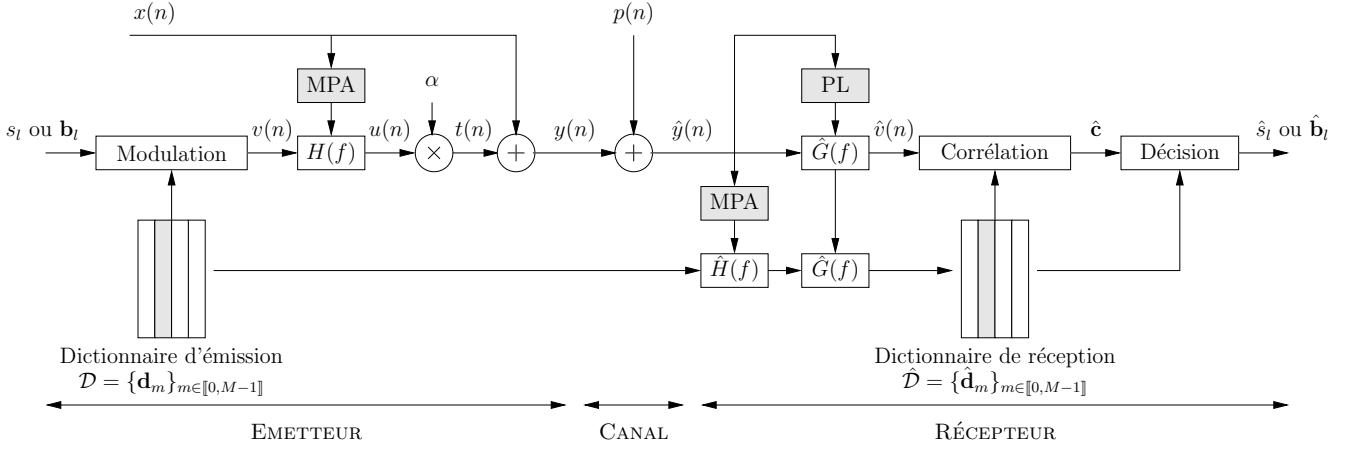 x(n)
p(n)
MPA
α
PL
s_l ou b_l
Modulation
v(n)
H(f)
u(n)
×
t(n)
+
y(n)
+
ŷ(n)
Ĝ(f)
v̂(n)
Corrélation
ĉ
Décision
ŝ_l ou b̂_l
MPA
Ĥ(f)
Ĝ(f)
Dictionnaire d'émission
𝒟 = {d_m}_{m∈⟦0,M−1⟧}
Dictionnaire de réception
𝒟̂ = {d̂_m}_{m∈⟦0,M−1⟧}
EMETTEUR
CANAL
RÉCEPTEUR